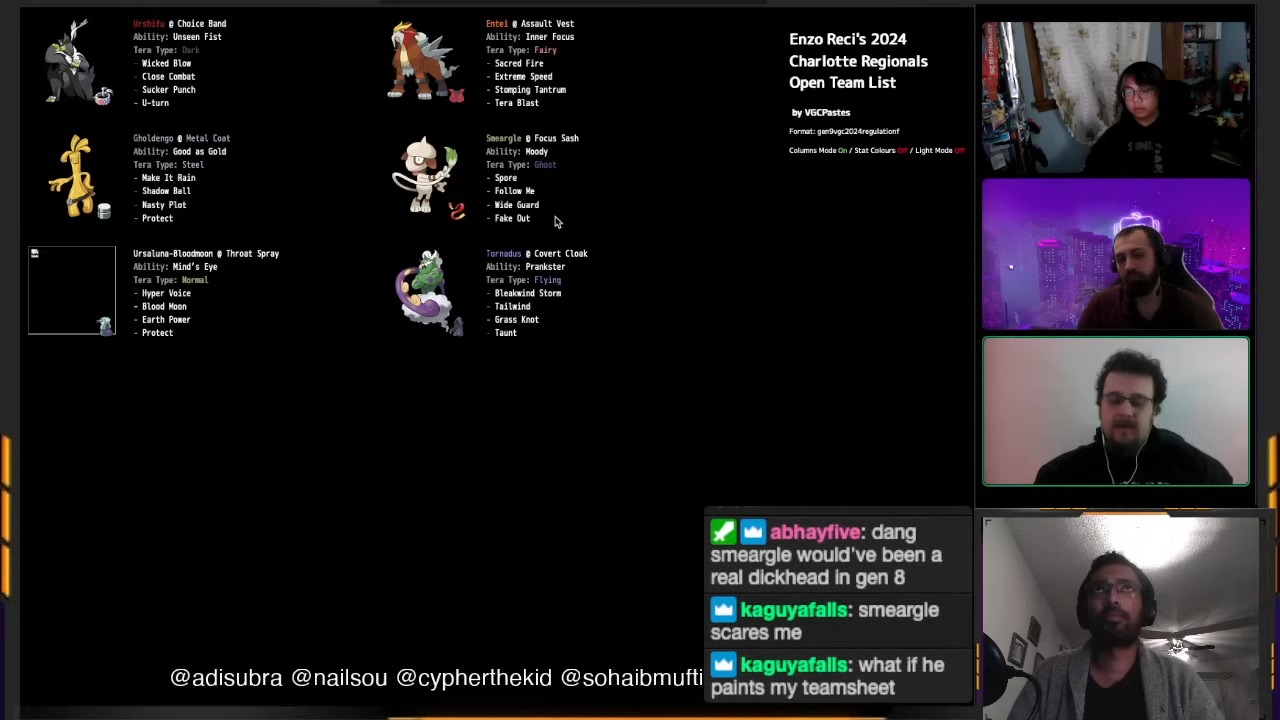 Urshifu @ Choice Band
Ability: Unseen Fist
Tera Type: Dark
- Wicked Blow
- Close Combat
- Sucker Punch
- U-turn
Entei @ Assault Vest
Ability: Inner Focus
Tera Type: Fairy
- Sacred Fire
- Extreme Speed
- Stomping Tantrum
- Tera Blast
Gholdengo @ Metal Coat
Ability: Good as Gold
Tera Type: Steel
- Make It Rain
- Shadow Ball
- Nasty Plot
- Protect
Smeargle @ Focus Sash
Ability: Moody
Tera Type: Ghost
- Spore
- Follow Me
- Wide Guard
- Fake Out
Ursaluna-Bloodmoon @ Throat Spray
Ability: Mind's Eye
Tera Type: Normal
- Hyper Voice
- Blood Moon
- Earth Power
- Protect
Tornadus @ Covert Cloak
Ability: Prankster
Tera Type: Flying
- Bleakwind Storm
- Tailwind
- Grass Knot
- Taunt
Enzo Reci's 2024
Charlotte Regionals
Open Team List
by VGCPastes
Format: gen9vgc2024regulationf
Columns Mode On / Stat Colours Off / Light Mode Off
abhayfive: dang
smeargle would've been a
real dickhead in gen 8
kaguyafalls: smeargle
scares me
kaguyafalls: what if he
paints my teamsheet
@adisubra @nailsou @cypherthekid @sohaibmufti